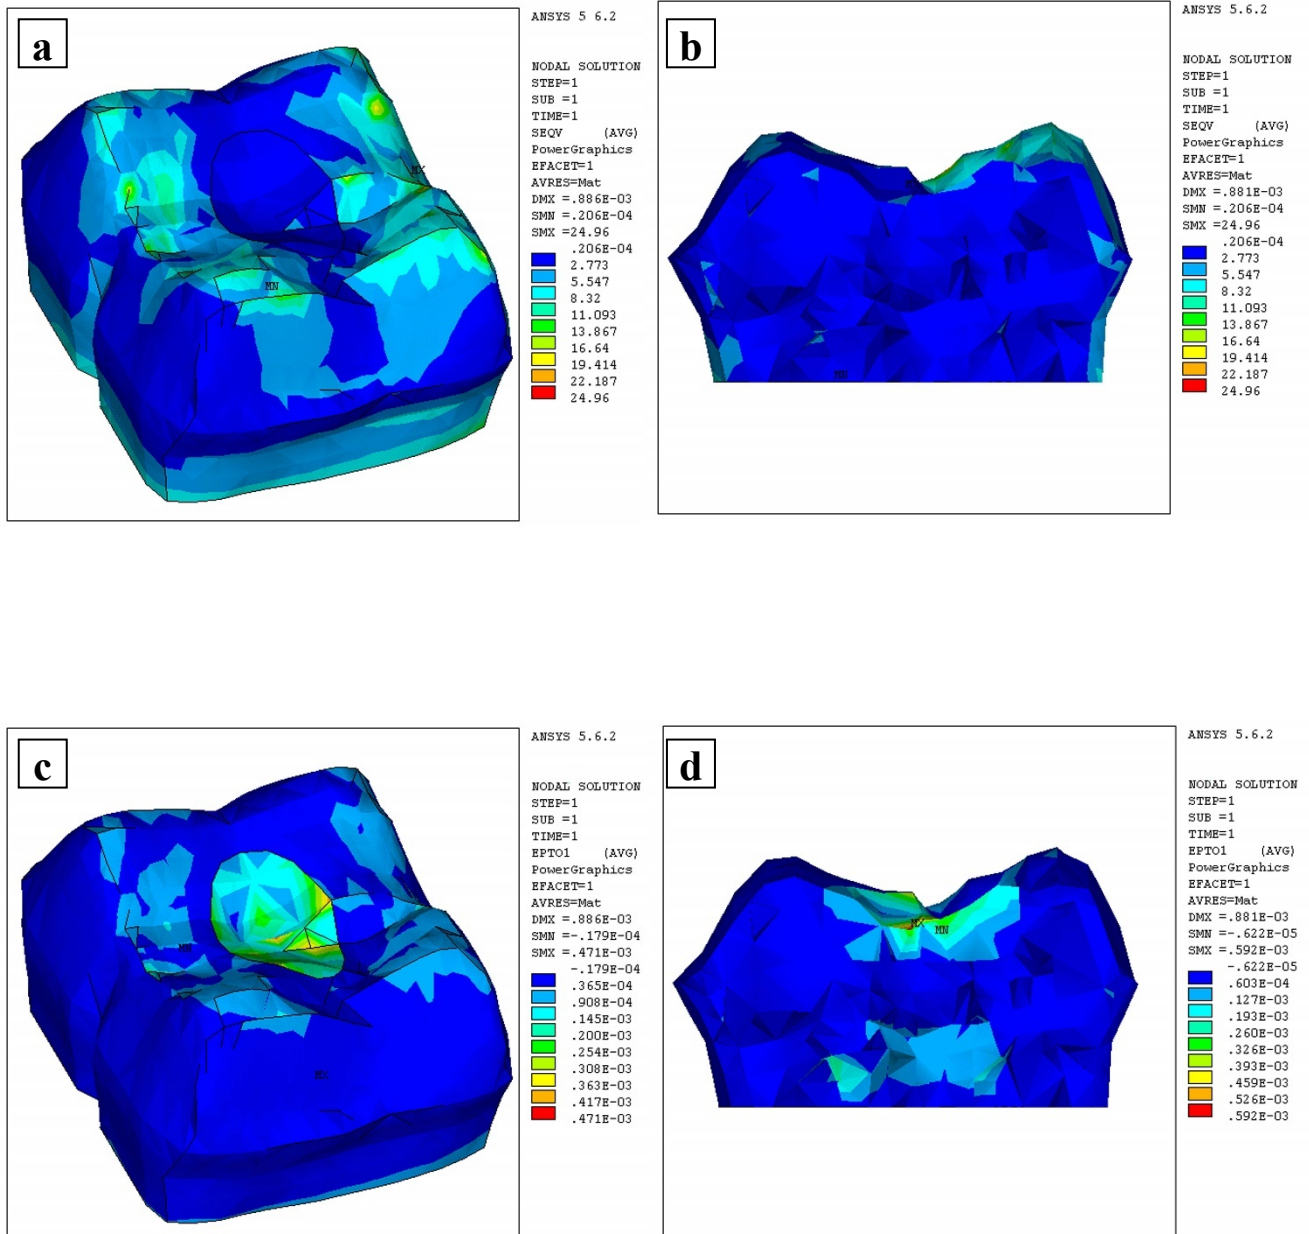 a
MX
MN
ANSYS 5 6.2
NODAL SOLUTION
STEP=1
SUB =1
TIME=1
SEQV (AVG)
PowerGraphics
EFACET=1
AVRES=Mat
DMX =.886E-03
SMN =.206E-04
SMX =24.96
.206E-04
2.773
5.547
8.32
11.093
13.867
16.64
19.414
22.187
24.96
b
MN
ANSYS 5.6.2
NODAL SOLUTION
STEP=1
SUB =1
TIME=1
SEQV (AVG)
PowerGraphics
EFACET=1
AVRES=Mat
DMX =.881E-03
SMN =.206E-04
SMX =24.96
.206E-04
2.773
5.547
8.32
11.093
13.867
16.64
19.414
22.187
24.96
c
MN
MX
ANSYS 5.6.2
NODAL SOLUTION
STEP=1
SUB =1
TIME=1
EPTO1 (AVG)
PowerGraphics
EFACET=1
AVRES=Mat
DMX =.886E-03
SMN =-.179E-04
SMX =.471E-03
-.179E-04
.365E-04
.908E-04
.145E-03
.200E-03
.254E-03
.308E-03
.363E-03
.417E-03
.471E-03
d
MX
MN
ANSYS 5.6.2
NODAL SOLUTION
STEP=1
SUB =1
TIME=1
EPTO1 (AVG)
PowerGraphics
EFACET=1
AVRES=Mat
DMX =.881E-03
SMN =-.622E-05
SMX =.592E-03
-.622E-05
.603E-04
.127E-03
.193E-03
.260E-03
.326E-03
.393E-03
.459E-03
.526E-03
.592E-03